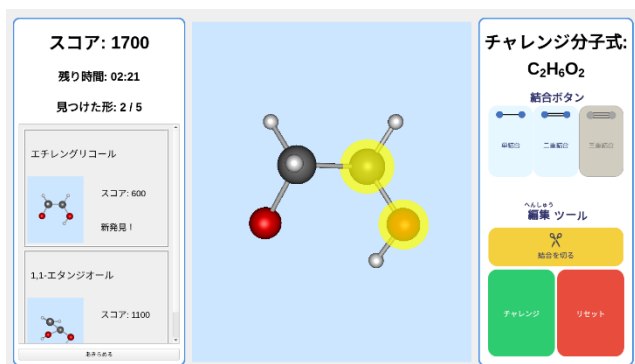 スコア: 1700
残り時間: 02:21
見つけた形: 2 / 5
エチレングリコール
スコア: 600
新発見！
1,1-エタンジオール
スコア: 1100
あきらめる
チャレンジ分子式:
C₂H₆O₂
結合ボタン
単結合
二重結合
三重結合
へんしゅう
編集 ツール
結合を切る
チャレンジ
リセット